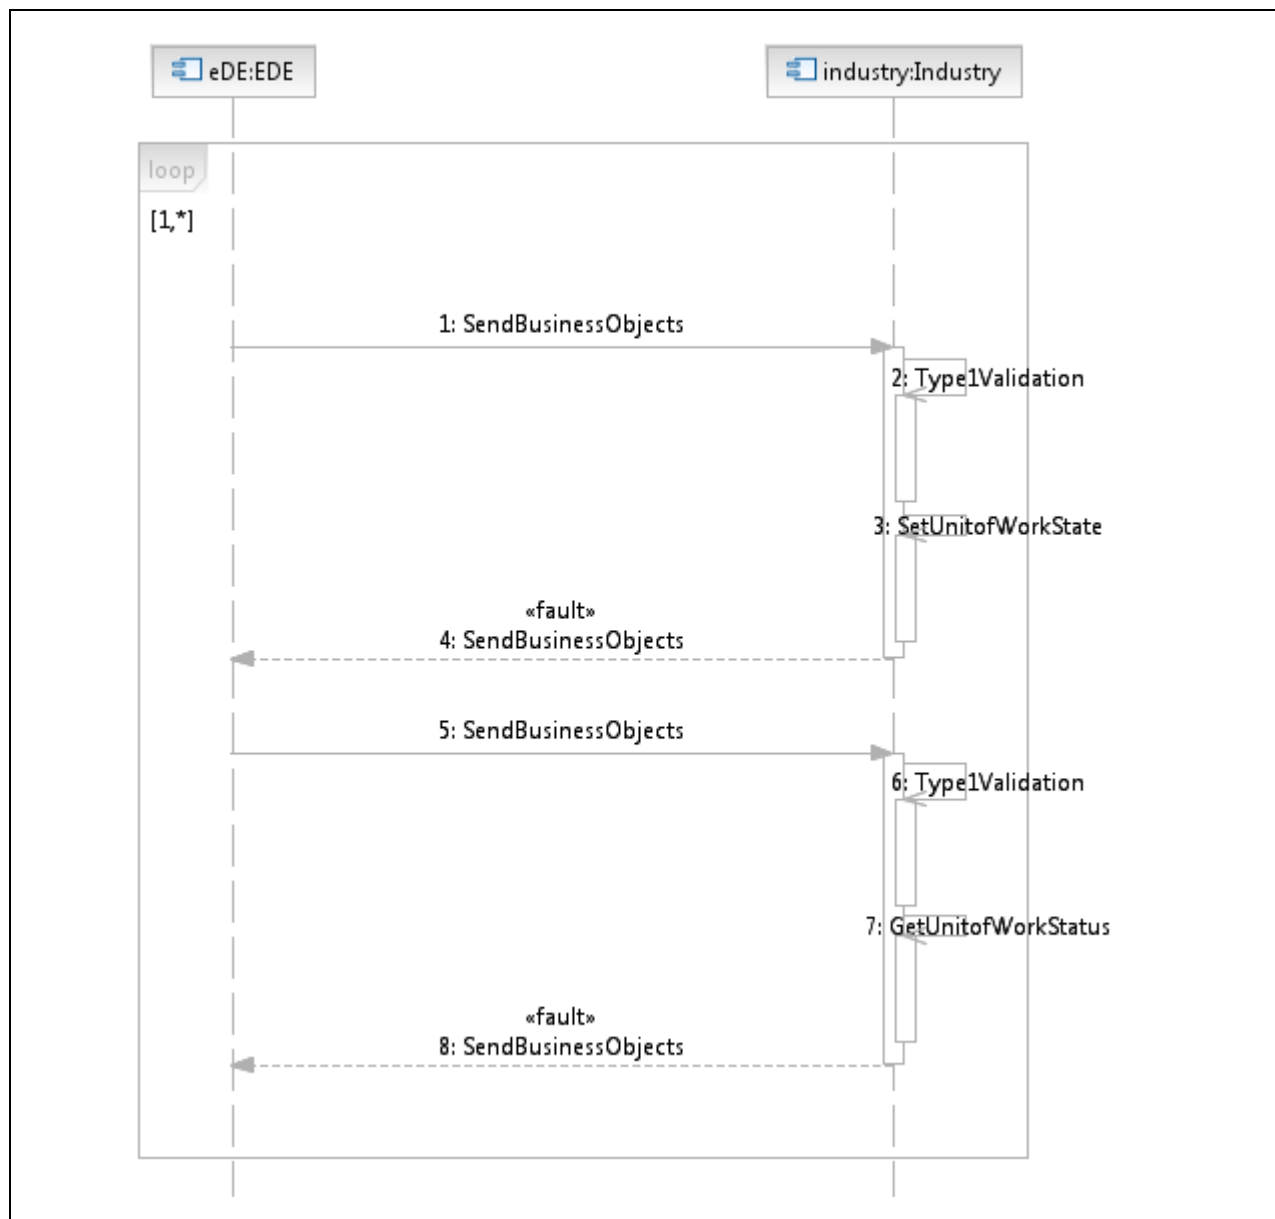 eDE:EDE
industry:Industry
loop
[1,*]
1: SendBusinessObjects
2: Type1Validation
3: SetUnitofWorkState
«fault»
4: SendBusinessObjects
5: SendBusinessObjects
6: Type1Validation
7: GetUnitofWorkStatus
«fault»
8: SendBusinessObjects